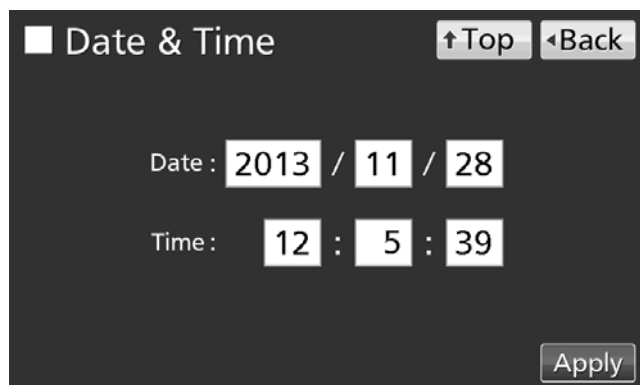 Date & Time ↑Top ◂Back
Date : 2013 / 11 / 28
Time : 12 : 5 : 39
Apply